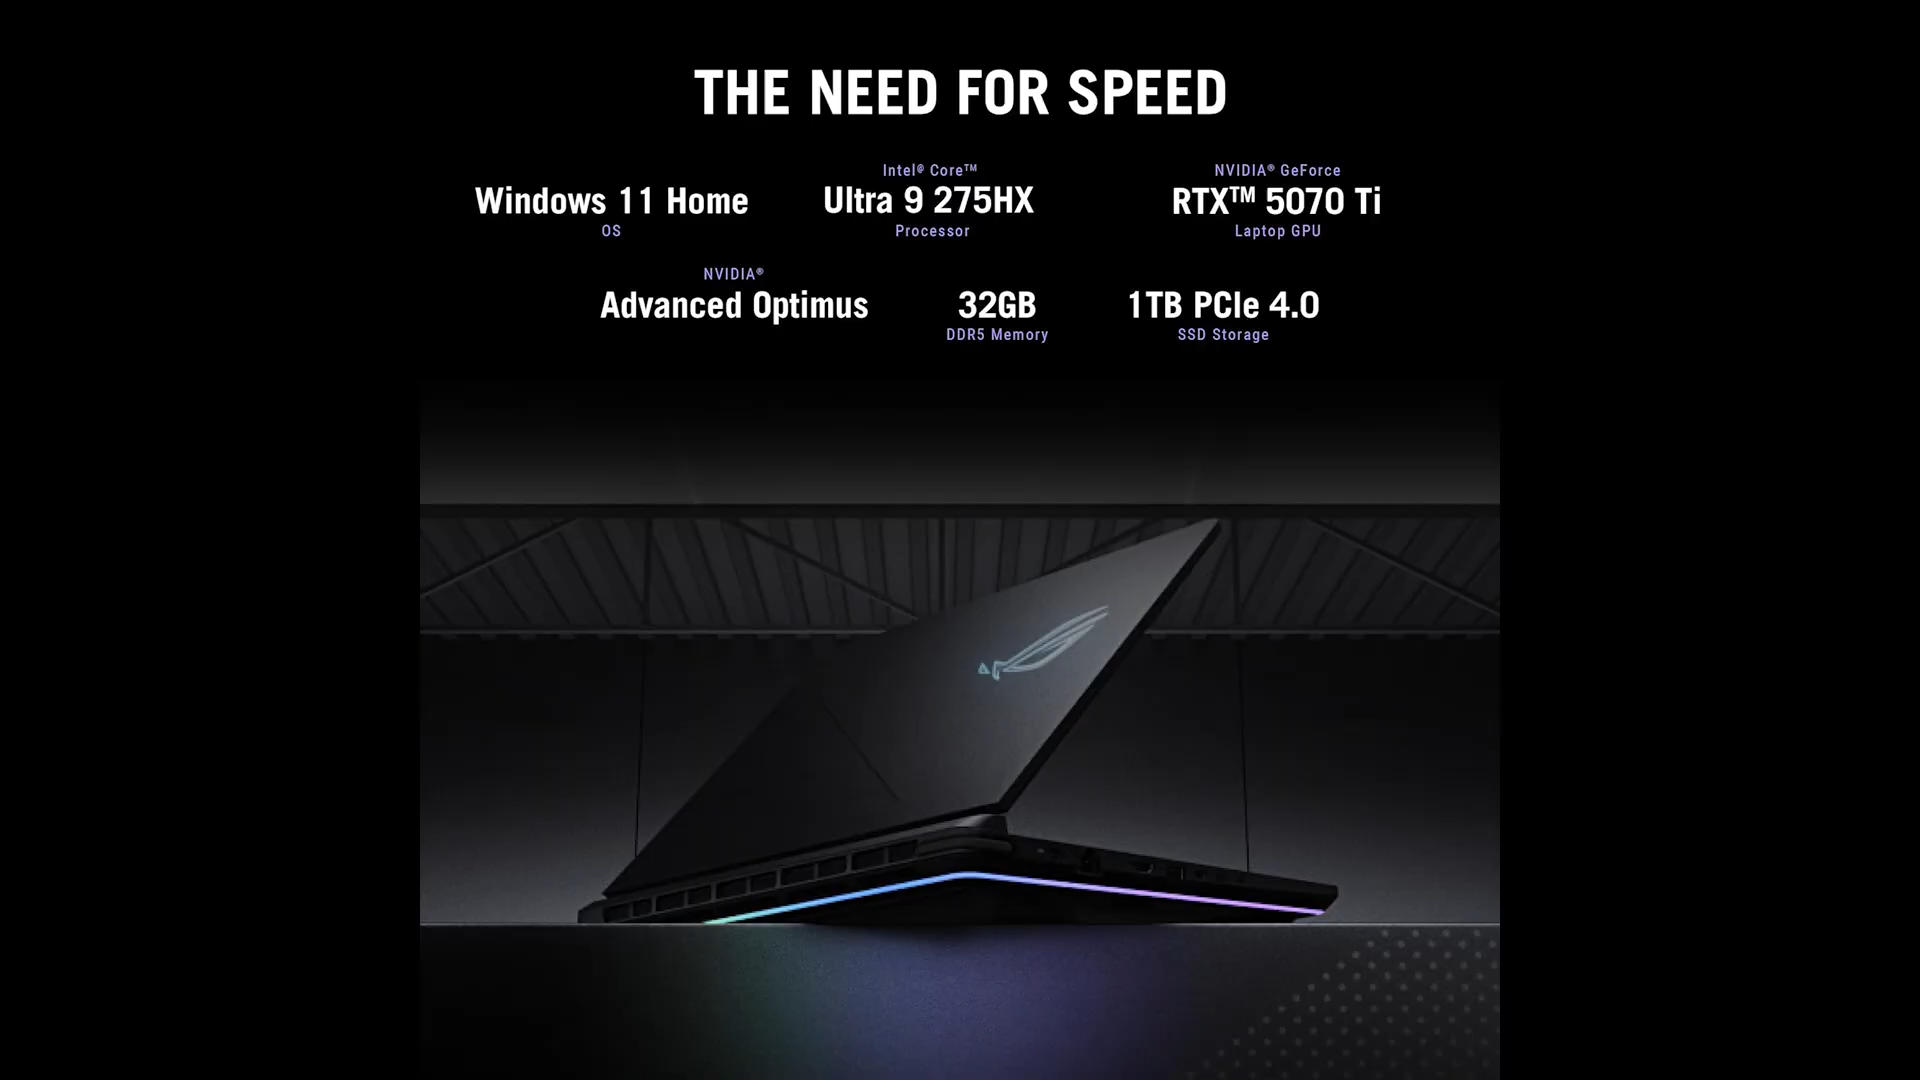 THE NEED FOR SPEED
Windows 11 Home
OS
Intel® Core™
Ultra 9 275HX
Processor
NVIDIA® GeForce
RTX™ 5070 Ti
Laptop GPU
NVIDIA®
Advanced Optimus
32GB
DDR5 Memory
1TB PCIe 4.0
SSD Storage